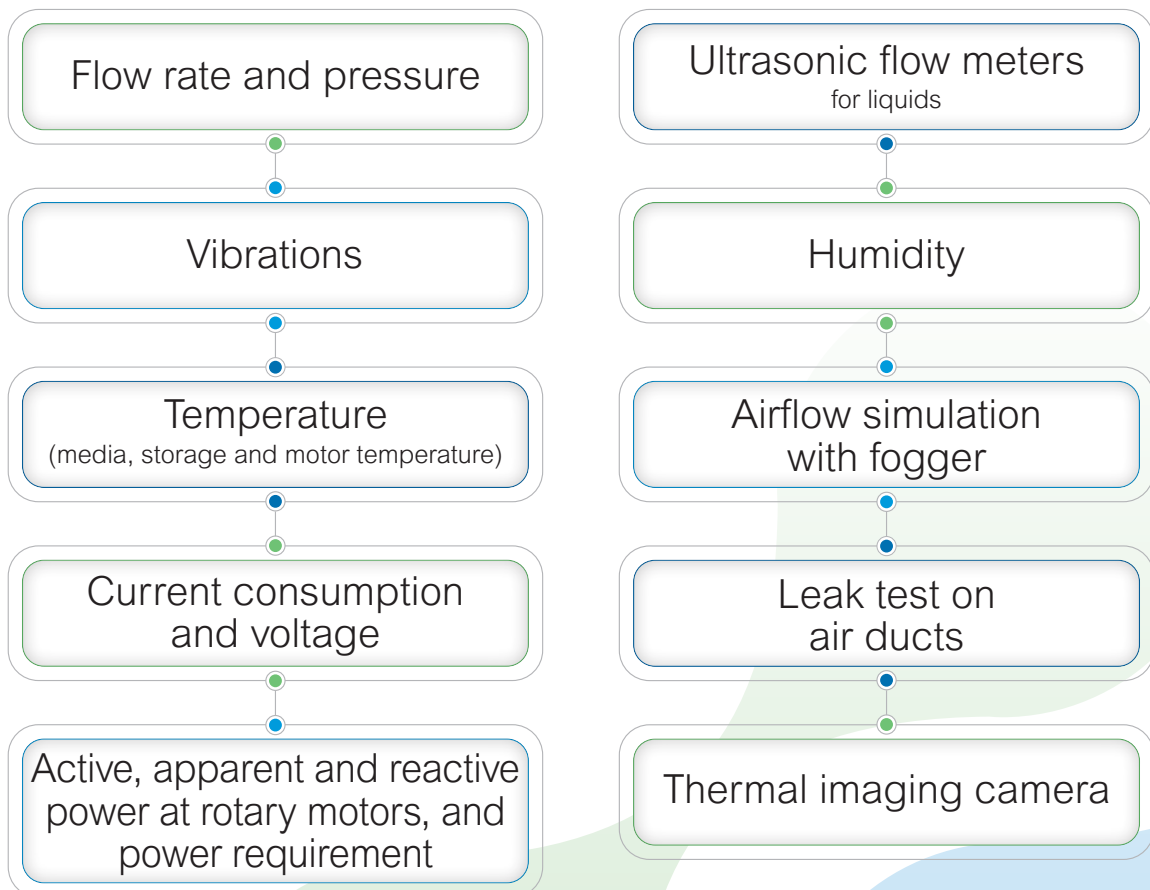 Flow rate and pressure
Vibrations
Temperature
(media, storage and motor temperature)
Current consumption
and voltage
Active, apparent and reactive
power at rotary motors, and
power requirement
Ultrasonic flow meters
for liquids
Humidity
Airflow simulation
with fogger
Leak test on
air ducts
Thermal imaging camera